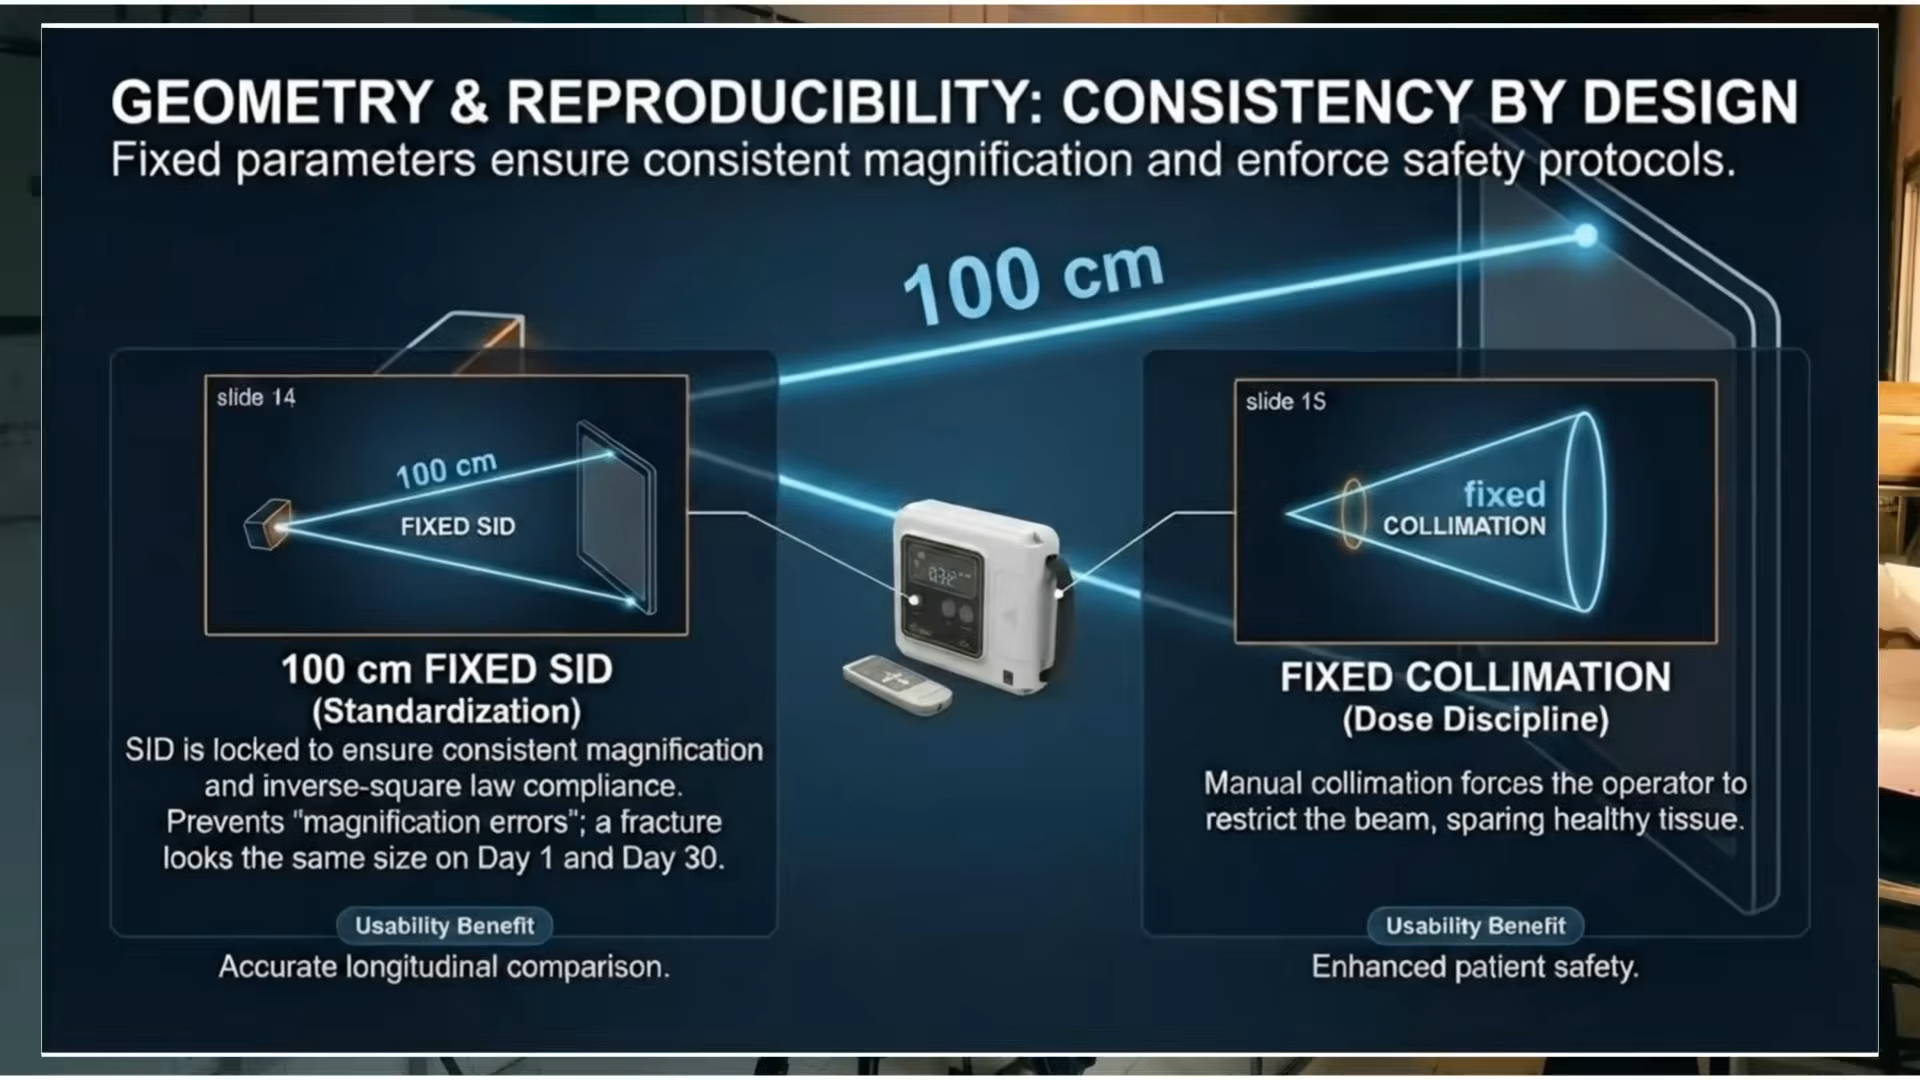 GEOMETRY & REPRODUCIBILITY: CONSISTENCY BY DESIGN
Fixed parameters ensure consistent magnification and enforce safety protocols.
100 cm
slide 14
100 cm
FIXED SID
100 cm FIXED SID
(Standardization)
SID is locked to ensure consistent magnification
and inverse-square law compliance.
Prevents "magnification errors"; a fracture
looks the same size on Day 1 and Day 30.
Usability Benefit
Accurate longitudinal comparison.
slide 1S
fixed
COLLIMATION
FIXED COLLIMATION
(Dose Discipline)
Manual collimation forces the operator to
restrict the beam, sparing healthy tissue.
Usability Benefit
Enhanced patient safety.